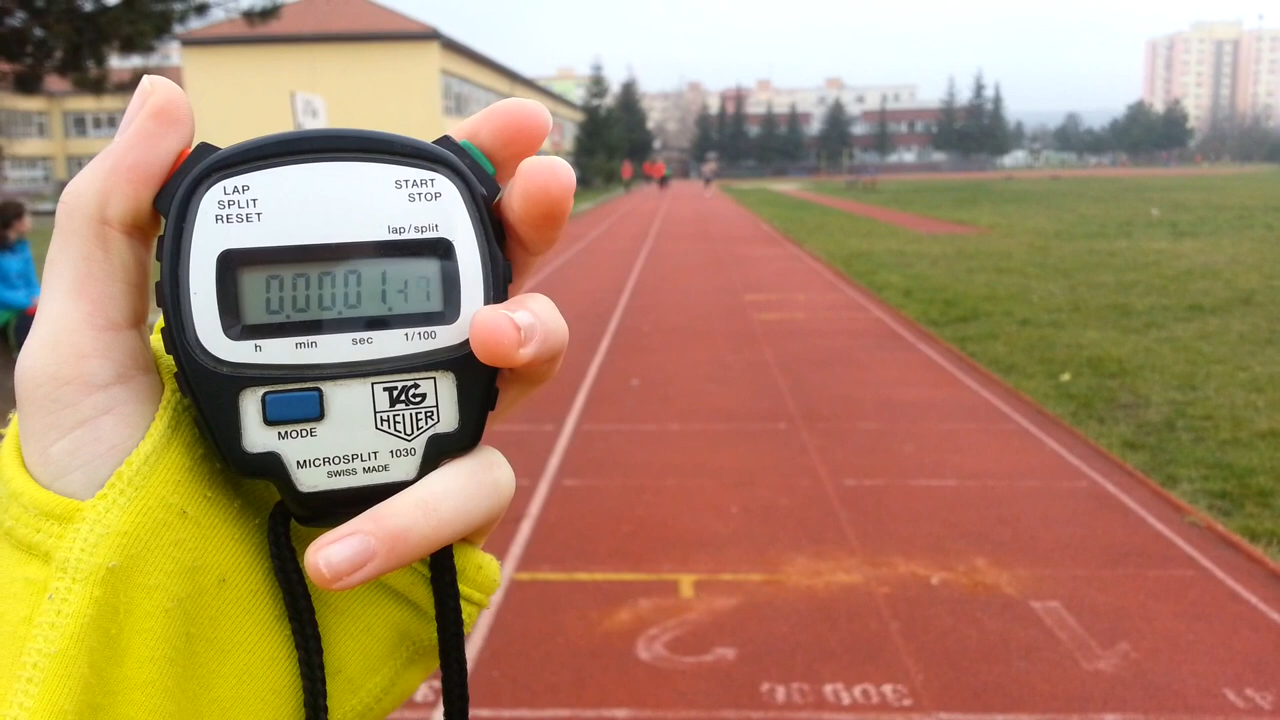 LAP
SPLIT
RESET
START
STOP
lap/split
0.00.01
h min sec 1/100
MODE
TAG
HEUER
MICROSPLIT 1030
SWISS MADE